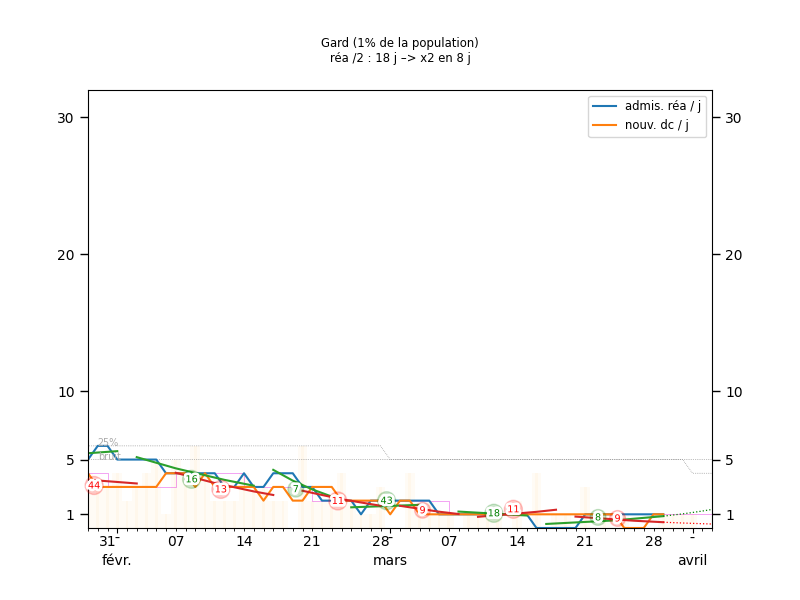 Gard (1% de la population)
réa /2 : 18 j –> x2 en 8 j
admis. réa / j
nouv. dc / j
30 30
20 20
10 10
5 5
1 1
25%
bruit
44 16 13 7 11 43 9 18 11 8 9
31 07 14 21 28 07 14 21 28
févr. mars avril